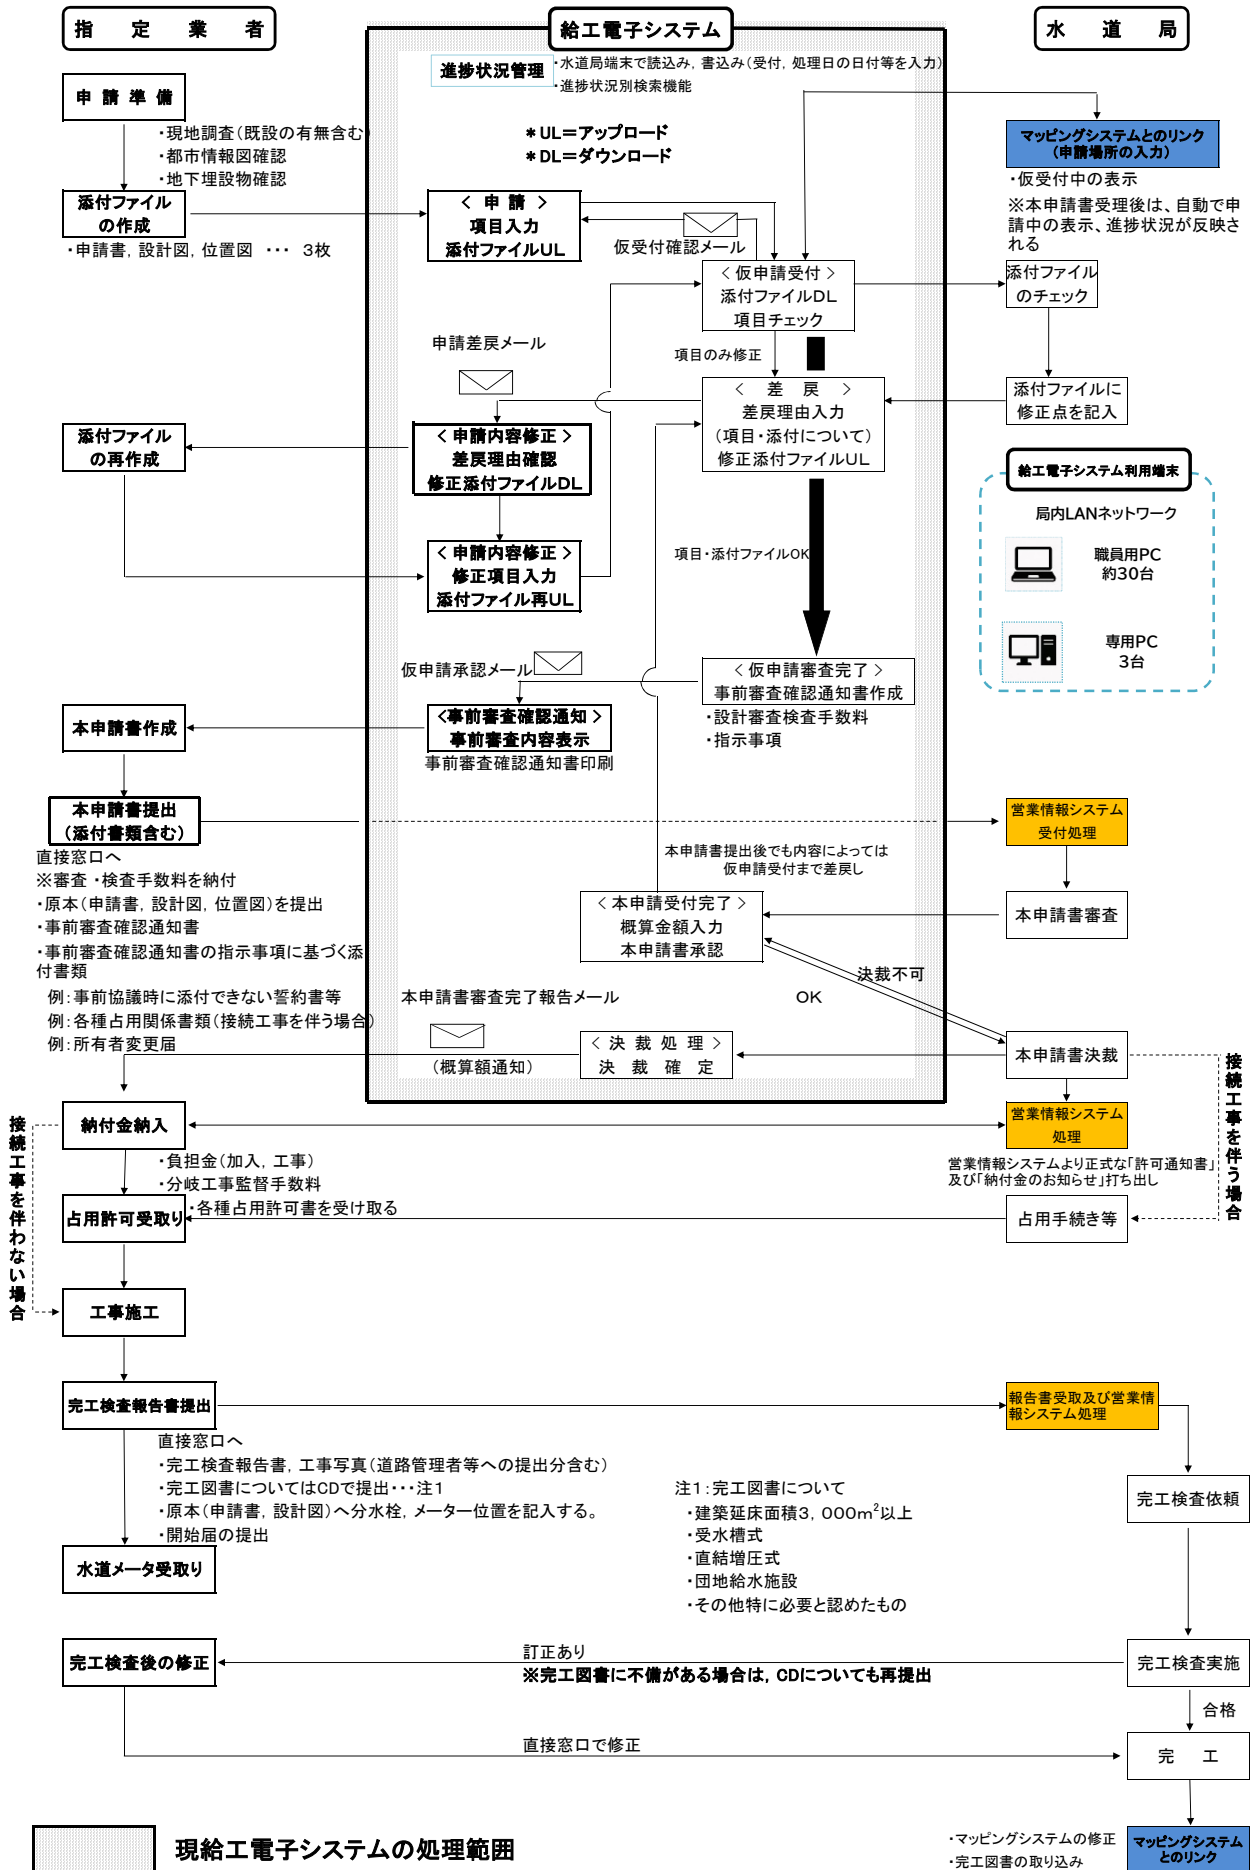 指　定　業　者
給工電子システム
水　道　局
進捗状況管理
・水道局端末で読込み，書込み（受付，処理日の日付等を入力）
・進捗状況別検索機能
申 請 準 備
・現地調査（既設の有無含む）
・都市情報図確認
・地下埋設物確認
＊UL＝アップロード
＊DL＝ダウンロード
マッピングシステムとのリンク
（申請場所の入力）
・仮受付中の表示
※本申請書受理後は、自動で申
請中の表示、進捗状況が反映さ
れる
添付ファイル
の作成
・申請書，設計図，位置図 ･･･ 3枚
＜ 申 請 ＞
項目入力
添付ファイルUL
仮受付確認メール
＜仮申請受付＞
添付ファイルDL
項目チェック
添付ファイル
のチェック
申請差戻メール
項目のみ修正
＜　差　戻　＞
差戻理由入力
（項目・添付について）
修正添付ファイルUL
添付ファイルに
修正点を記入
添付ファイル
の再作成
＜申請内容修正＞
差戻理由確認
修正添付ファイルDL
給工電子システム利用端末
局内LANネットワーク
職員用PC
約30台
専用PC
3台
＜申請内容修正＞
修正項目入力
添付ファイル再UL
項目・添付ファイルOK
仮申請承認メール
＜仮申請審査完了＞
事前審査確認通知書作成
・設計審査検査手数料
・指示事項
本申請書作成
＜事前審査確認通知＞
事前審査内容表示
事前審査確認通知書印刷
本申請書提出
（添付書類含む）
営業情報システム
受付処理
直接窓口へ
※審査・検査手数料を納付
・原本（申請書，設計図，位置図）を提出
・事前審査確認通知書
・事前審査確認通知書の指示事項に基づく添
付書類
例：事前協議時に添付できない誓約書等
例：各種占用関係書類（接続工事を伴う場合）
例：所有者変更届
本申請書提出後でも内容によっては
仮申請受付まで差戻し
＜本申請受付完了＞
概算金額入力
本申請書承認
本申請書審査
決裁不可
OK
本申請書審査完了報告メール
（概算額通知）
＜ 決 裁 処 理 ＞
決　裁　確　定
本申請書決裁
接続工事を伴う場合
接続工事を伴わない場合
納付金納入
営業情報システム
処理
・負担金（加入，工事）
・分岐工事監督手数料
・各種占用許可書を受け取る
営業情報システムより正式な「許可通知書」
及び「納付金のお知らせ」打ち出し
占用許可受取り
占用手続き等
工事施工
完工検査報告書提出
報告書受取及び営業情
報システム処理
直接窓口へ
・完工検査報告書，工事写真（道路管理者等への提出分含む）
・完工図書についてはCDで提出・・・注1
・原本（申請書，設計図）へ分水栓，メーター位置を記入する。
・開始届の提出
注1：完工図書について
・建築延床面積3，000m²以上
・受水槽式
・直結増圧式
・団地給水施設
・その他特に必要と認めたもの
完工検査依頼
水道メータ受取り
完工検査後の修正
訂正あり
※完工図書に不備がある場合は，CDについても再提出
完工検査実施
合格
直接窓口で修正
完　工
現給工電子システムの処理範囲
・マッピングシステムの修正
・完工図書の取り込み
マッピングシステム
とのリンク